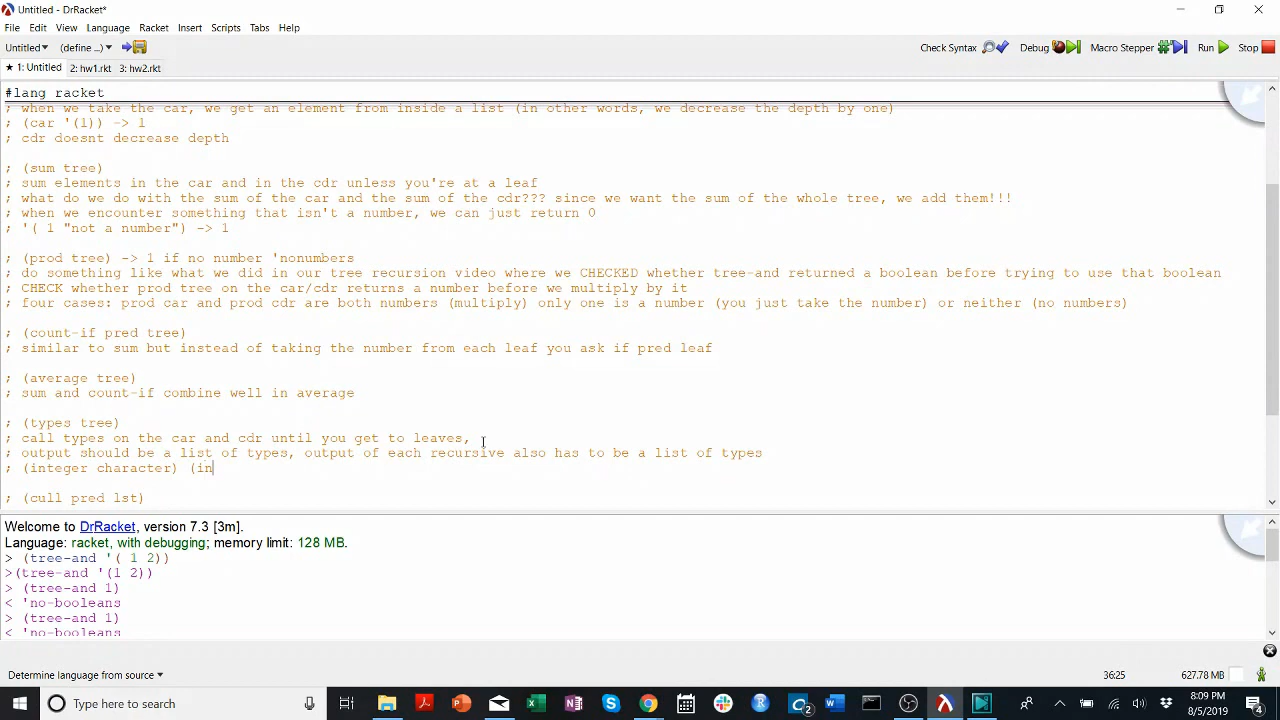 Untitled - DrRacket*
File Edit View Language Racket Insert Scripts Tabs Help
Untitled (define ...) Check Syntax Debug Macro Stepper Run Stop
★ 1: Untitled 2: hw1.rkt 3: hw2.rkt
#lang racket
; when we take the car, we get an element from inside a list (in other words, we decrease the depth by one)
; (car '(1)) -> 1
; cdr doesnt decrease depth
; (sum tree)
; sum elements in the car and in the cdr unless you're at a leaf
; what do we do with the sum of the car and the sum of the cdr??? since we want the sum of the whole tree, we add them!!!
; when we encounter something that isn't a number, we can just return 0
; '( 1 "not a number") -> 1
; (prod tree) -> 1 if no number 'nonumbers
; do something like what we did in our tree recursion video where we CHECKED whether tree-and returned a boolean before trying to use that boolean
; CHECK whether prod tree on the car/cdr returns a number before we multiply by it
; four cases: prod car and prod cdr are both numbers (multiply) only one is a number (you just take the number) or neither (no numbers)
; (count-if pred tree)
; similar to sum but instead of taking the number from each leaf you ask if pred leaf
; (average tree)
; sum and count-if combine well in average
; (types tree)
; call types on the car and cdr until you get to leaves,
; output should be a list of types, output of each recursive also has to be a list of types
; (integer character) (in
; (cull pred lst)
Welcome to DrRacket, version 7.3 [3m].
Language: racket, with debugging; memory limit: 128 MB.
> (tree-and '( 1 2))
>(tree-and '(1 2))
> (tree-and 1)
< 'no-booleans
> (tree-and 1)
< 'no-booleans
Determine language from source 36:25 627.78 MB
Type here to search 8:09 PM
8/5/2019